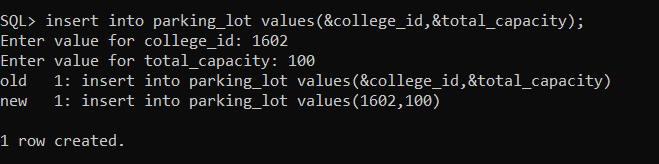 SQL> insert into parking_lot values(&college_id,&total_capacity);
Enter value for college_id: 1602
Enter value for total_capacity: 100
old   1: insert into parking_lot values(&college_id,&total_capacity)
new   1: insert into parking_lot values(1602,100)
1 row created.